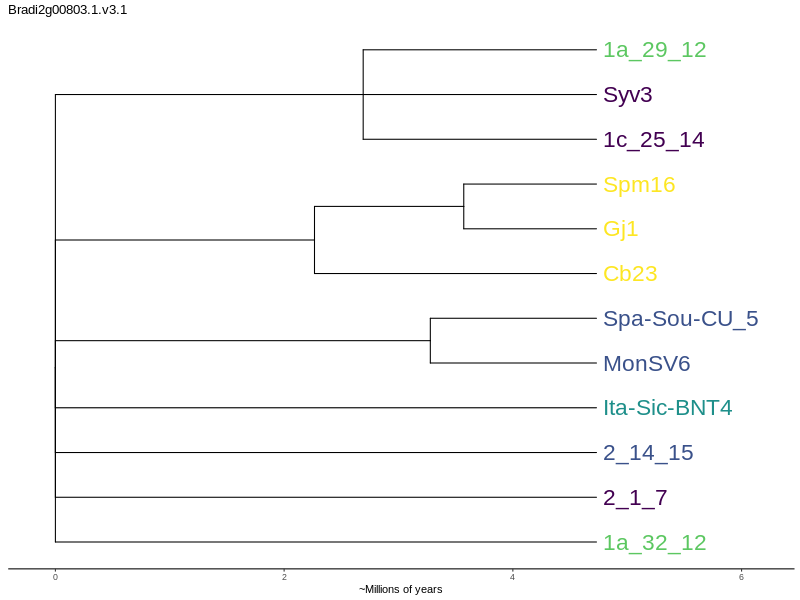 Bradi2g00803.1.v3.1
1a_29_12
Syv3
1c_25_14
Spm16
Gj1
Cb23
Spa-Sou-CU_5
MonSV6
Ita-Sic-BNT4
2_14_15
2_1_7
1a_32_12
0 2 4 6
~Millions of years